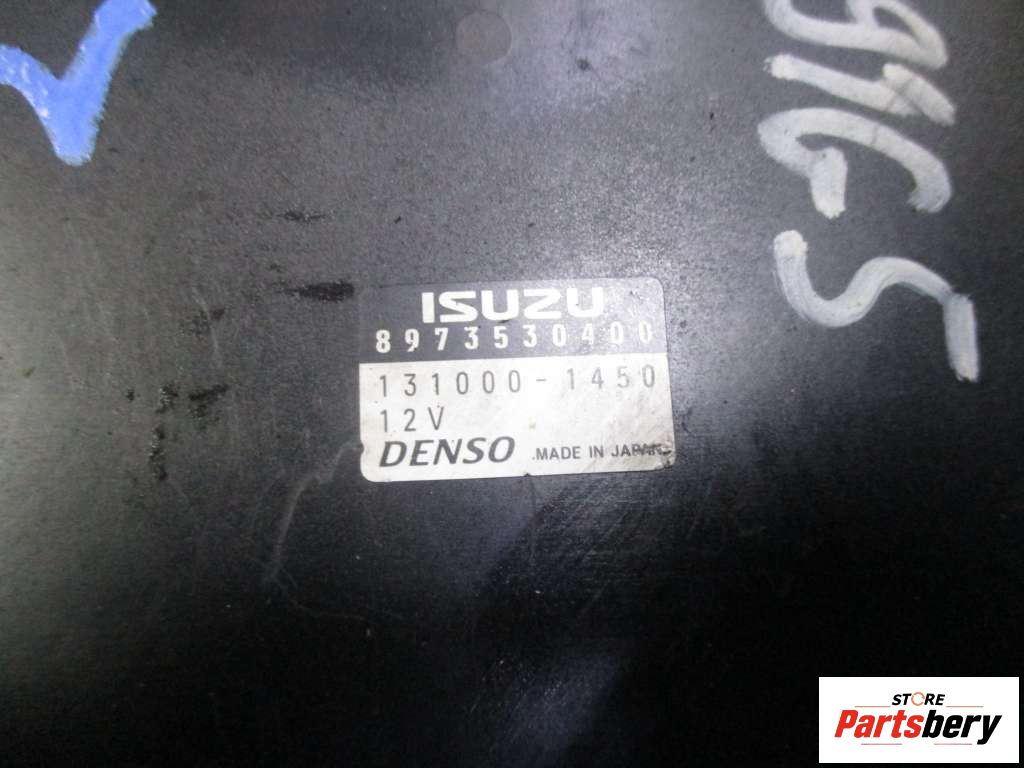 ISUZU
8973530400
131000-1450
12V
DENSO MADE IN JAPAN
STORE
Partsbery